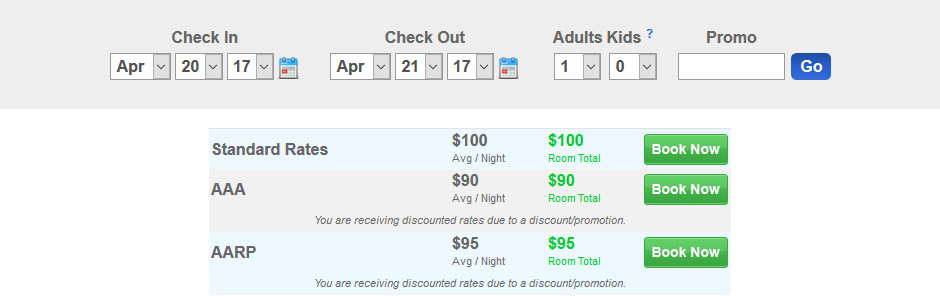 Check In Check Out Adults Kids ? Promo
Apr 20 17 Apr 21 17 1 0 Go
Standard Rates $100 $100 Book Now
Avg / Night Room Total
AAA $90 $90 Book Now
Avg / Night Room Total
You are receiving discounted rates due to a discount/promotion.
AARP $95 $95 Book Now
Avg / Night Room Total
You are receiving discounted rates due to a discount/promotion.